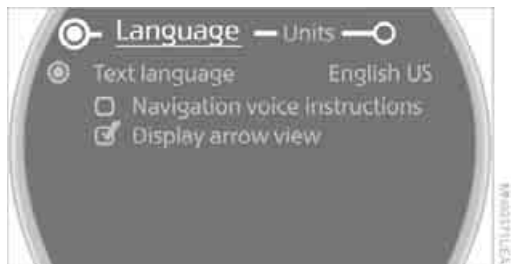 Language Units
Text language English US
Navigation voice instructions
Display arrow view